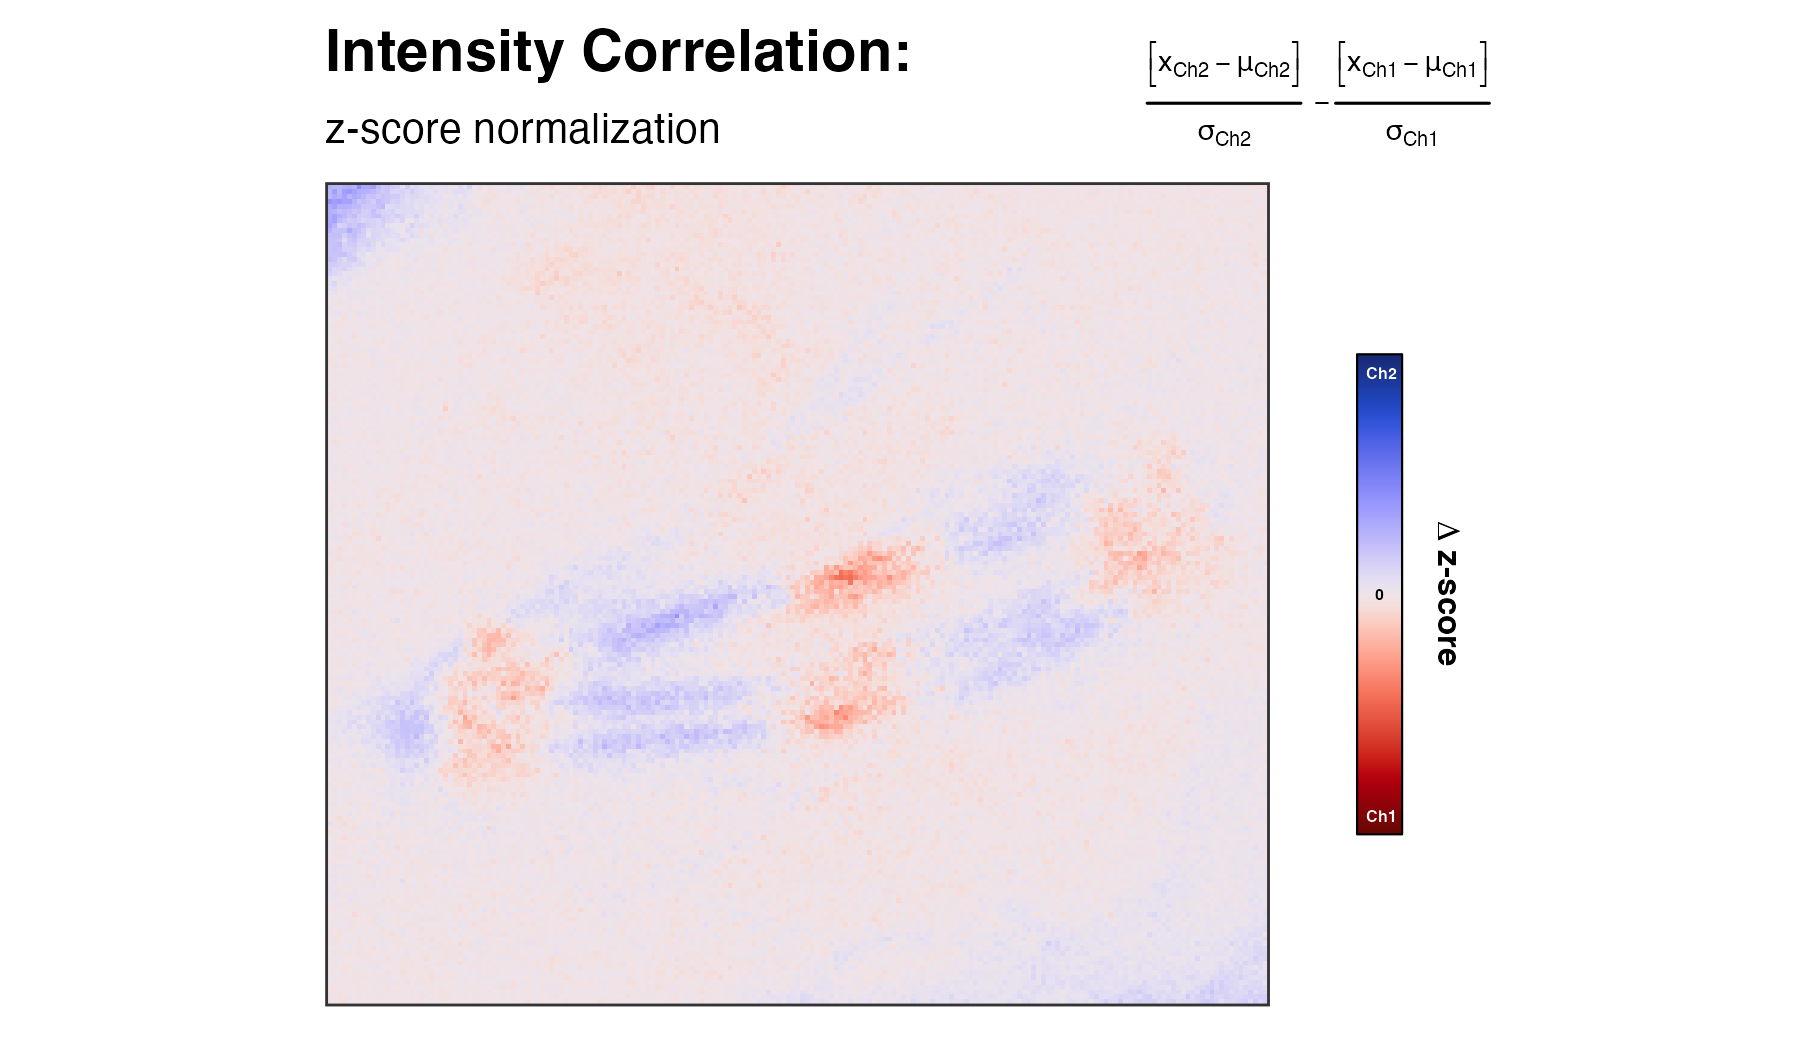 Intensity Correlation:
z-score normalization
[xCh2 − μCh2] − [xCh1 − μCh1]
σCh2 σCh1
Ch2
0
Ch1
Δ z-score